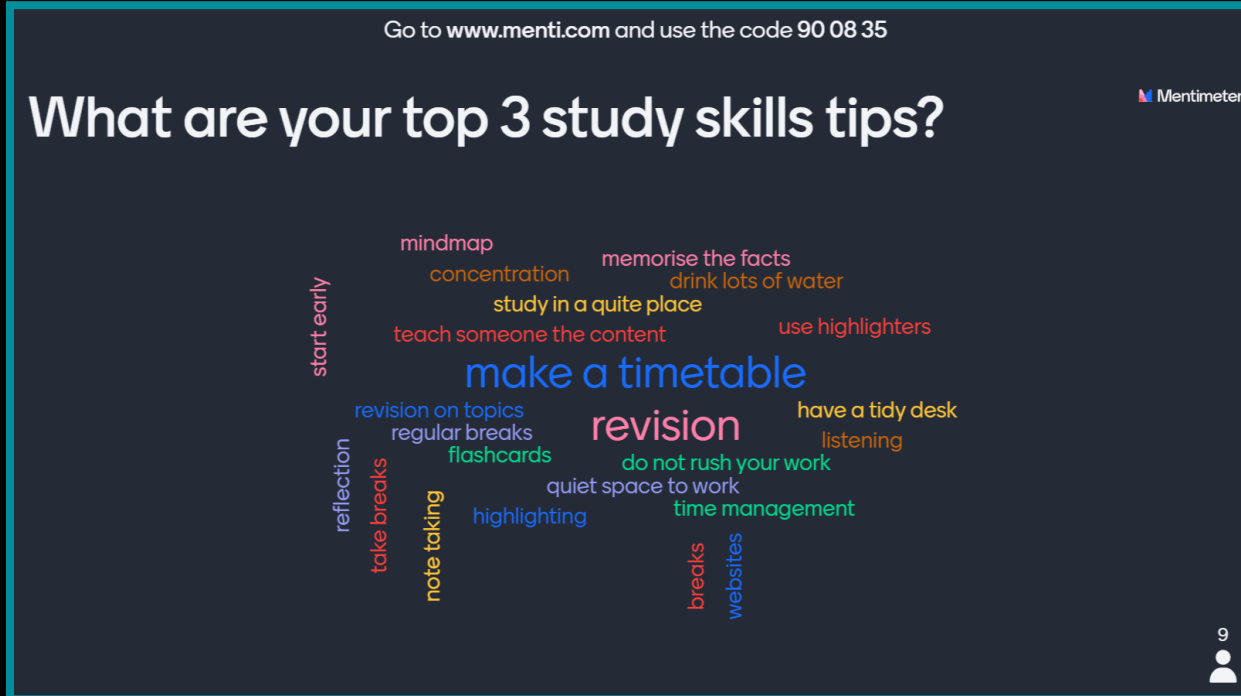 Go to www.menti.com and use the code 90 08 35
Mentimeter
What are your top 3 study skills tips?
mindmap
memorise the facts
concentration
drink lots of water
start early
study in a quite place
teach someone the content
use highlighters
make a timetable
revision on topics
revision
have a tidy desk
regular breaks
listening
flashcards
do not rush your work
reflection
take breaks
quiet space to work
note taking
highlighting
time management
breaks
websites
9